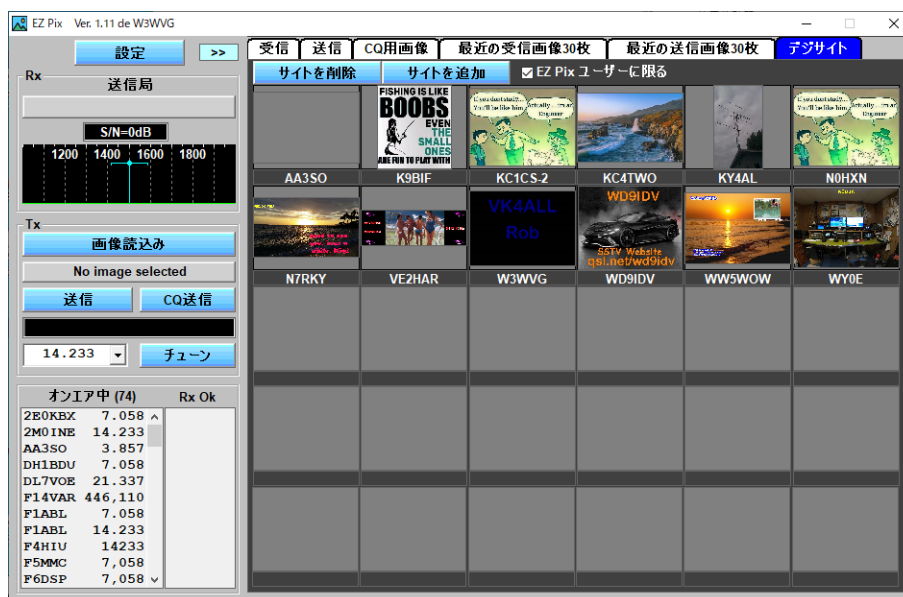 EZ Pix Ver. 1.11 de W3WVG
設定
>>
受信
送信
CQ用画像
最近の受信画像30枚
最近の送信画像30枚
デジサイト
サイトを削除
サイトを追加
EZ Pix ユーザーに限る
Rx
送信局
S/N=0dB
1200 1400 1600 1800
Tx
画像読込み
No image selected
送信
CQ送信
14.233
チューン
オンエア中 (74)
Rx Ok
2E0KBX 7.058
2M0INE 14.233
AA3SO 3.857
DH1BDU 7.058
DL7VOE 21.337
F14VAR 446,110
F1ABL 7.058
F1ABL 14.233
F4HIU 14233
F5MMC 7,058
F6DSP 7,058
FISHING IS LIKE
BOOBS
EVEN
THE
SMALL
ONES
ARE FUN TO PLAY WITH
AA3SO
K9BIF
KC1CS-2
KC4TWO
KY4AL
N0HXN
VK4ALL
Rob
WD9IDV
SSTV Website
qsl.net/wd9idv
N7RKY
VE2HAR
W3WVG
WD9IDV
WW5WOW
WY0E